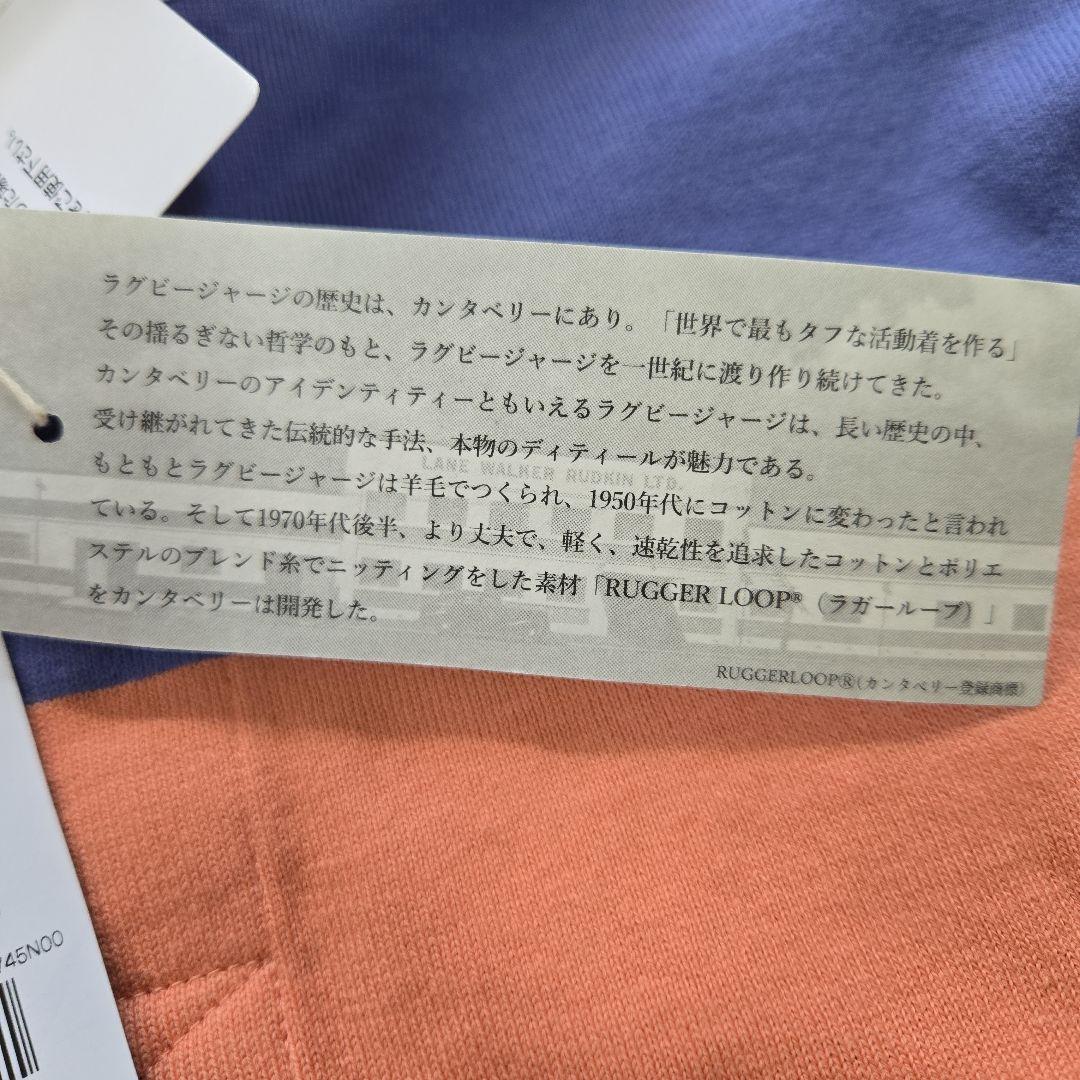 ラグビージャージの歴史は、カンタベリーにあり。「世界で最もタフな活動着を作る」
その揺るぎない哲学のもと、ラグビージャージを一世紀に渡り作り続けてきた。
カンタベリーのアイデンティティーともいえるラグビージャージは、長い歴史の中、
受け継がれてきた伝統的な手法、本物のディティールが魅力である。
LANE WALKER RUDKIN LTD.
もともとラグビージャージは羊毛でつくられ、1950年代にコットンに変わったと言われ
ている。そして1970年代後半、より丈夫で、軽く、速乾性を追求したコットンとポリエ
ステルのブレンド糸でニッティングをした素材「RUGGER LOOP®（ラガーループ）」
をカンタベリーは開発した。
RUGGERLOOP®（カンタベリー登録商標）
45N00